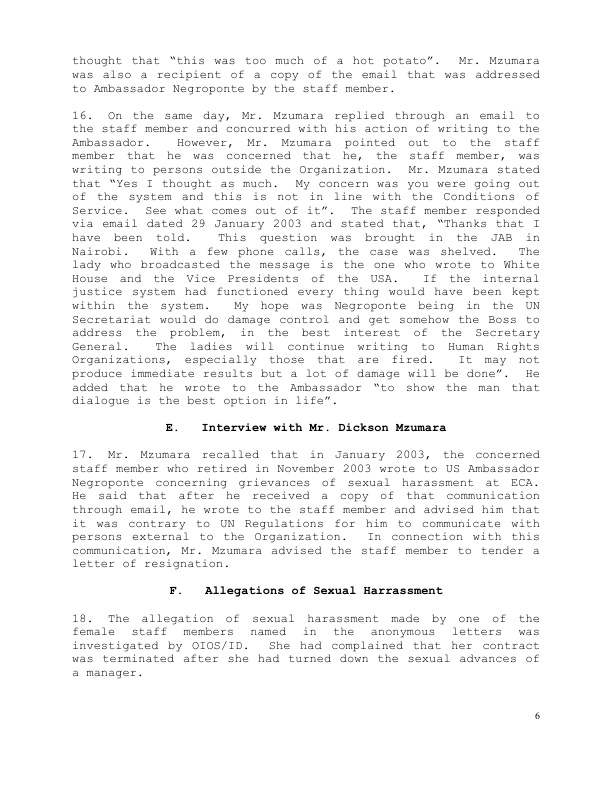 thought that “this was too much of a hot potato”. Mr. Mzumara
was also a recipient of a copy of the email that was addressed
to Ambassador Negroponte by the staff member.
16. On the same day, Mr. Mzumara replied through an email to
the staff member and concurred with his action of writing to the
Ambassador. However, Mr. Mzumara pointed out to the staff
member that he was concerned that he, the staff member, was
writing to persons outside the Organization. Mr. Mzumara stated
that “Yes I thought as much. My concern was you were going out
of the system and this is not in line with the Conditions of
Service. See what comes out of it”. The staff member responded
via email dated 29 January 2003 and stated that, “Thanks that I
have been told. This question was brought in the JAB in
Nairobi. With a few phone calls, the case was shelved. The
lady who broadcasted the message is the one who wrote to White
House and the Vice Presidents of the USA. If the internal
justice system had functioned every thing would have been kept
within the system. My hope was Negroponte being in the UN
Secretariat would do damage control and get somehow the Boss to
address the problem, in the best interest of the Secretary
General. The ladies will continue writing to Human Rights
Organizations, especially those that are fired. It may not
produce immediate results but a lot of damage will be done”. He
added that he wrote to the Ambassador “to show the man that
dialogue is the best option in life”.
E. Interview with Mr. Dickson Mzumara
17. Mr. Mzumara recalled that in January 2003, the concerned
staff member who retired in November 2003 wrote to US Ambassador
Negroponte concerning grievances of sexual harassment at ECA.
He said that after he received a copy of that communication
through email, he wrote to the staff member and advised him that
it was contrary to UN Regulations for him to communicate with
persons external to the Organization. In connection with this
communication, Mr. Mzumara advised the staff member to tender a
letter of resignation.
F. Allegations of Sexual Harrassment
18. The allegation of sexual harassment made by one of the
female staff members named in the anonymous letters was
investigated by OIOS/ID. She had complained that her contract
was terminated after she had turned down the sexual advances of
a manager.
6